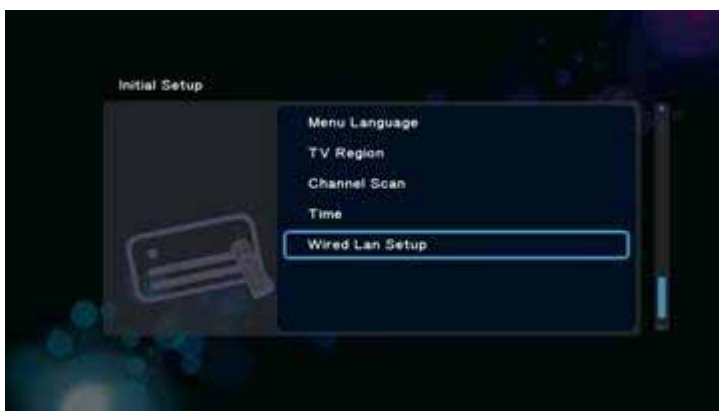 Initial Setup
Menu Language
TV Region
Channel Scan
Time
Wired Lan Setup